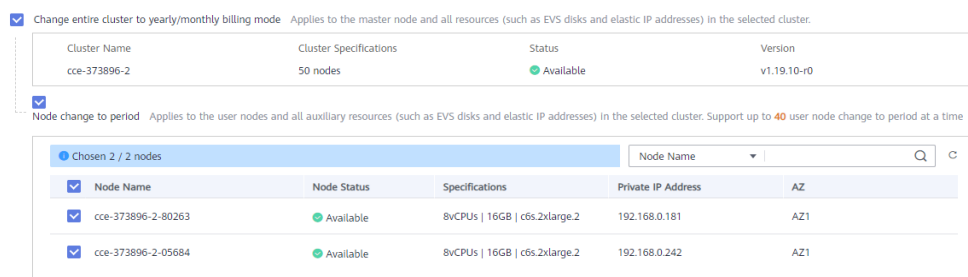 Change entire cluster to yearly/monthly billing mode Applies to the master node and all resources (such as EVS disks and elastic IP addresses) in the selected cluster.
Cluster Name Cluster Specifications Status Version
cce-373896-2 50 nodes Available v1.19.10-r0
Node change to period Applies to the user nodes and all auxiliary resources (such as EVS disks and elastic IP addresses) in the selected cluster. Support up to 40 user node change to period at a time
Chosen 2 / 2 nodes Node Name
Node Name Node Status Specifications Private IP Address AZ
cce-373896-2-80263 Available 8vCPUs | 16GB | c6s.2xlarge.2 192.168.0.181 AZ1
cce-373896-2-05684 Available 8vCPUs | 16GB | c6s.2xlarge.2 192.168.0.242 AZ1